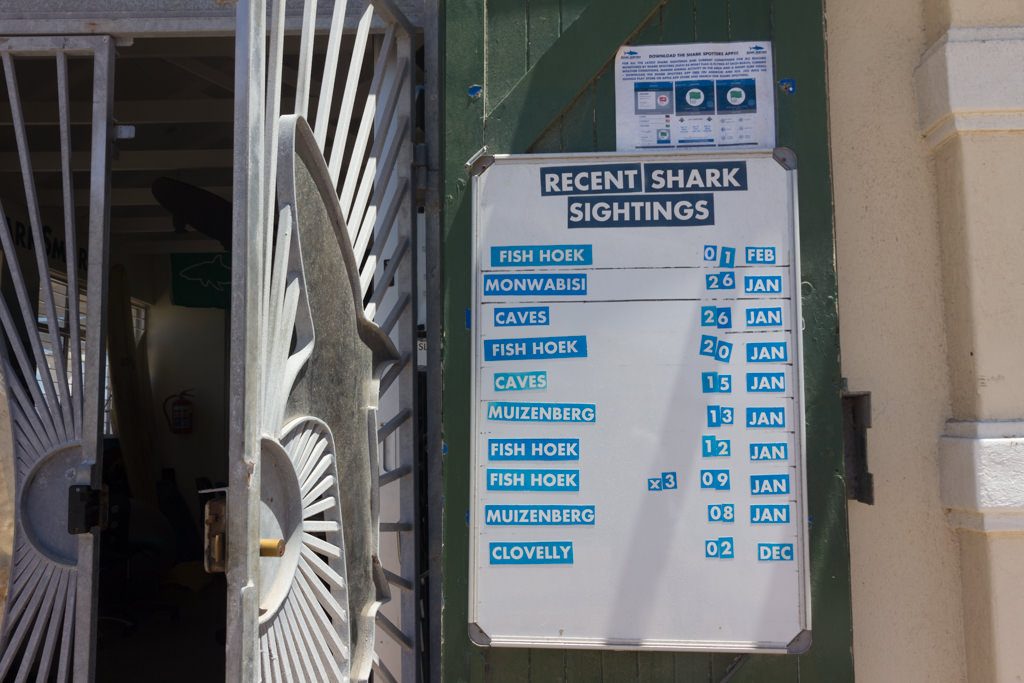 DOWNLOAD THE SHARK SPOTTERS APP!!!
RECENT SHARK
SIGHTINGS
FISH HOEK 01 FEB
MONWABISI 26 JAN
CAVES 26 JAN
FISH HOEK 20 JAN
CAVES 15 JAN
MUIZENBERG 13 JAN
FISH HOEK 12 JAN
FISH HOEK x3 09 JAN
MUIZENBERG 08 JAN
CLOVELLY 02 DEC